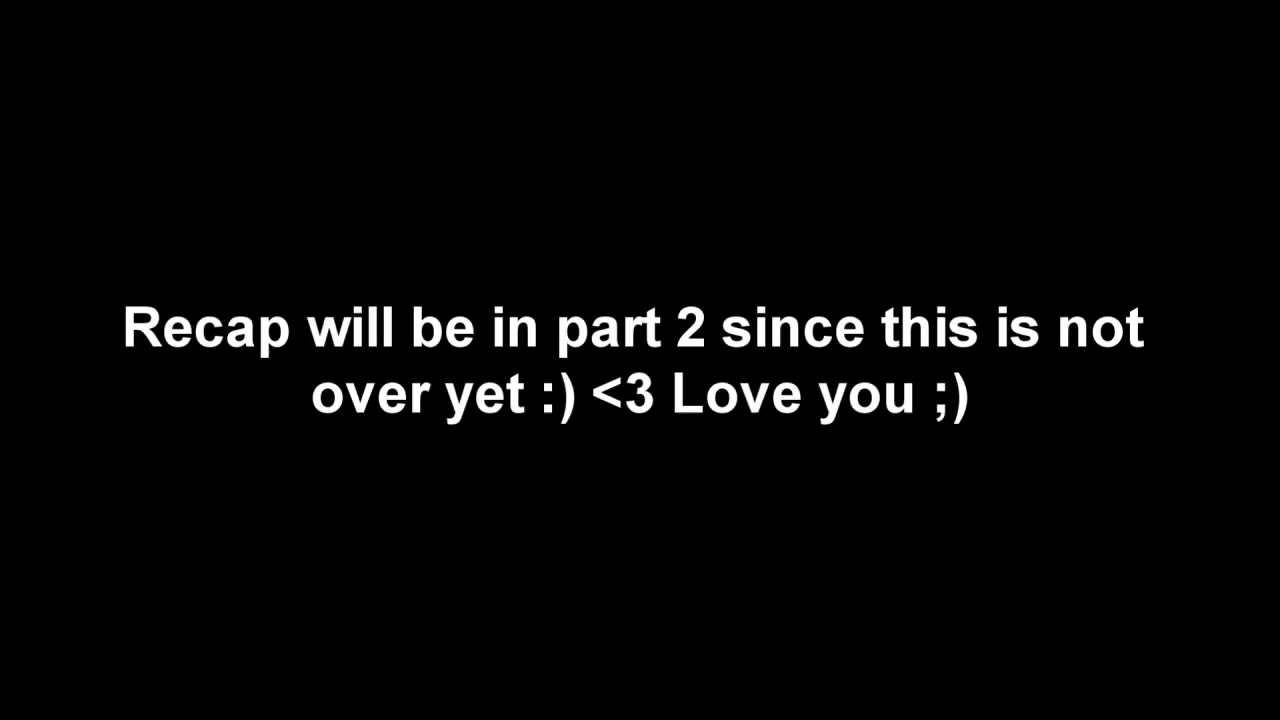 Recap will be in part 2 since this is not
over yet :) <3 Love you ;)